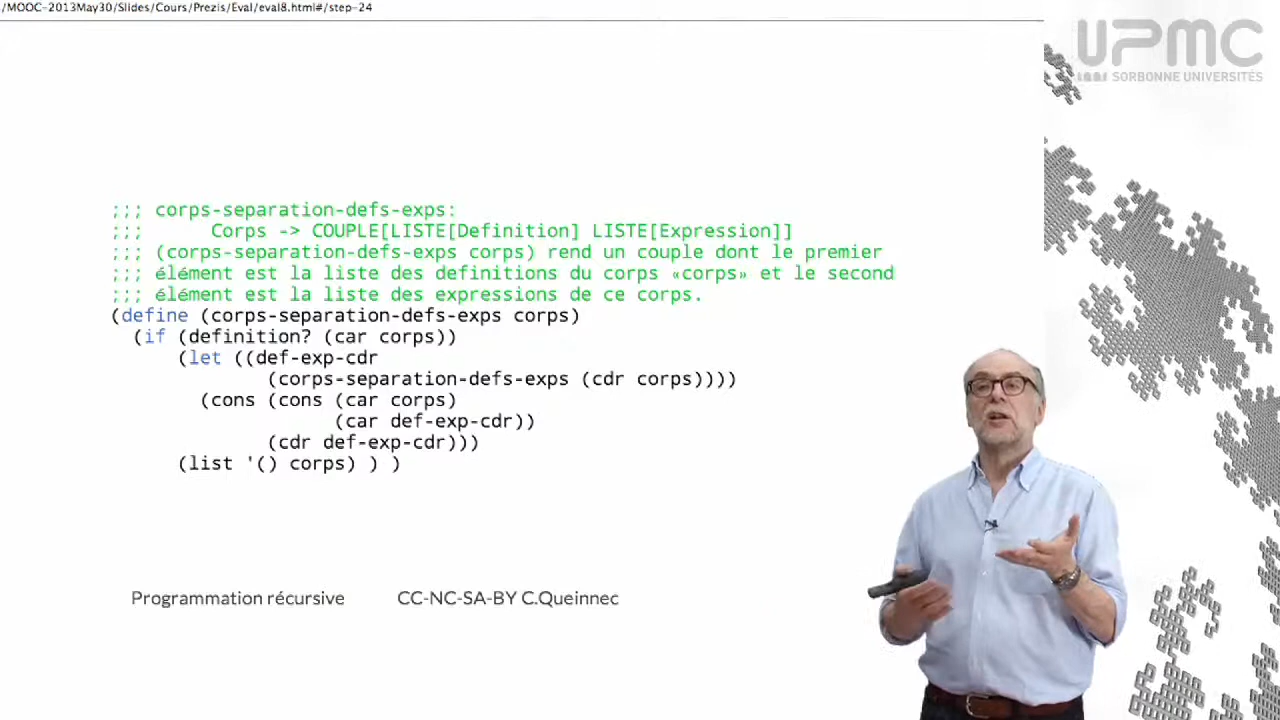 /MOOC-2013May30/Slides/Cours/Prezis/Eval/eval8.html#/step-24
UPMC
SORBONNE UNIVERSITÉS
;;; corps-separation-defs-exps:
;;;      Corps -> COUPLE[LISTE[Definition] LISTE[Expression]]
;;; (corps-separation-defs-exps corps) rend un couple dont le premier
;;; élément est la liste des definitions du corps «corps» et le second
;;; élément est la liste des expressions de ce corps.
(define (corps-separation-defs-exps corps)
  (if (definition? (car corps))
      (let ((def-exp-cdr
              (corps-separation-defs-exps (cdr corps))))
        (cons (cons (car corps)
                    (car def-exp-cdr))
              (cdr def-exp-cdr)))
      (list '() corps) ) )
Programmation récursive CC-NC-SA-BY C.Queinnec